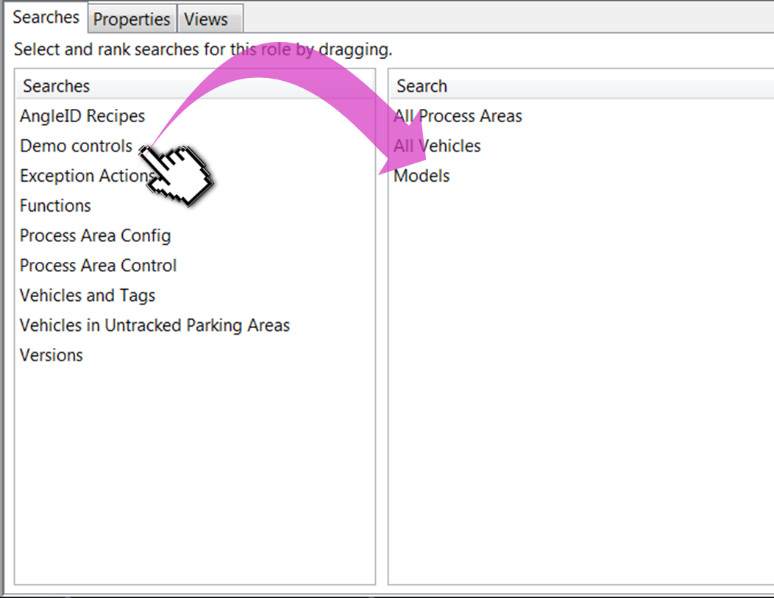 Searches Properties Views
Select and rank searches for this role by dragging.
Searches
AngleID Recipes
Demo controls
Exception Actions
Functions
Process Area Config
Process Area Control
Vehicles and Tags
Vehicles in Untracked Parking Areas
Versions
Search
All Process Areas
All Vehicles
Models